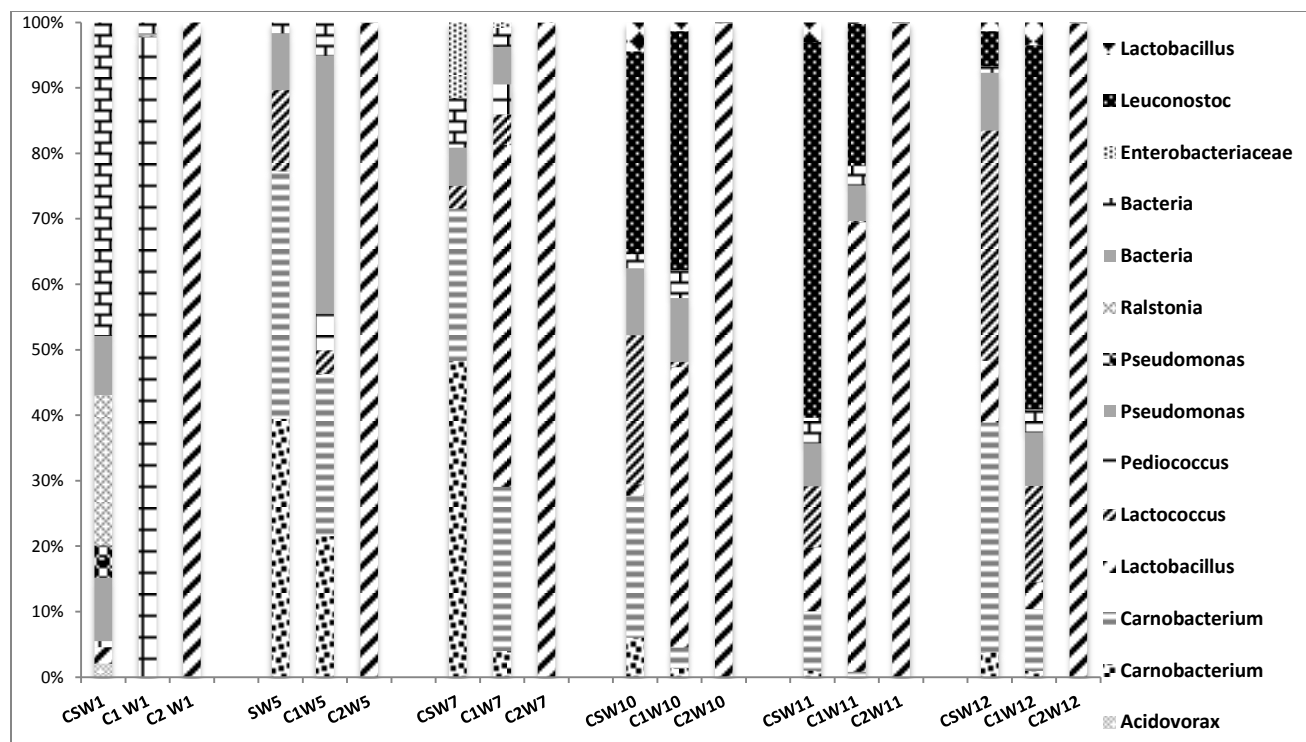 100%
90%
80%
70%
60%
50%
40%
30%
20%
10%
0%
CSW1
C1 W1
C2 W1
SW5
C1W5
C2W5
CSW7
C1W7
C2W7
CSW10
C1W10
C2W10
CSW11
C1W11
C2W11
CSW12
C1W12
C2W12
Lactobacillus
Leuconostoc
Enterobacteriaceae
Bacteria
Bacteria
Ralstonia
Pseudomonas
Pseudomonas
Pediococcus
Lactococcus
Lactobacillus
Carnobacterium
Carnobacterium
Acidovorax